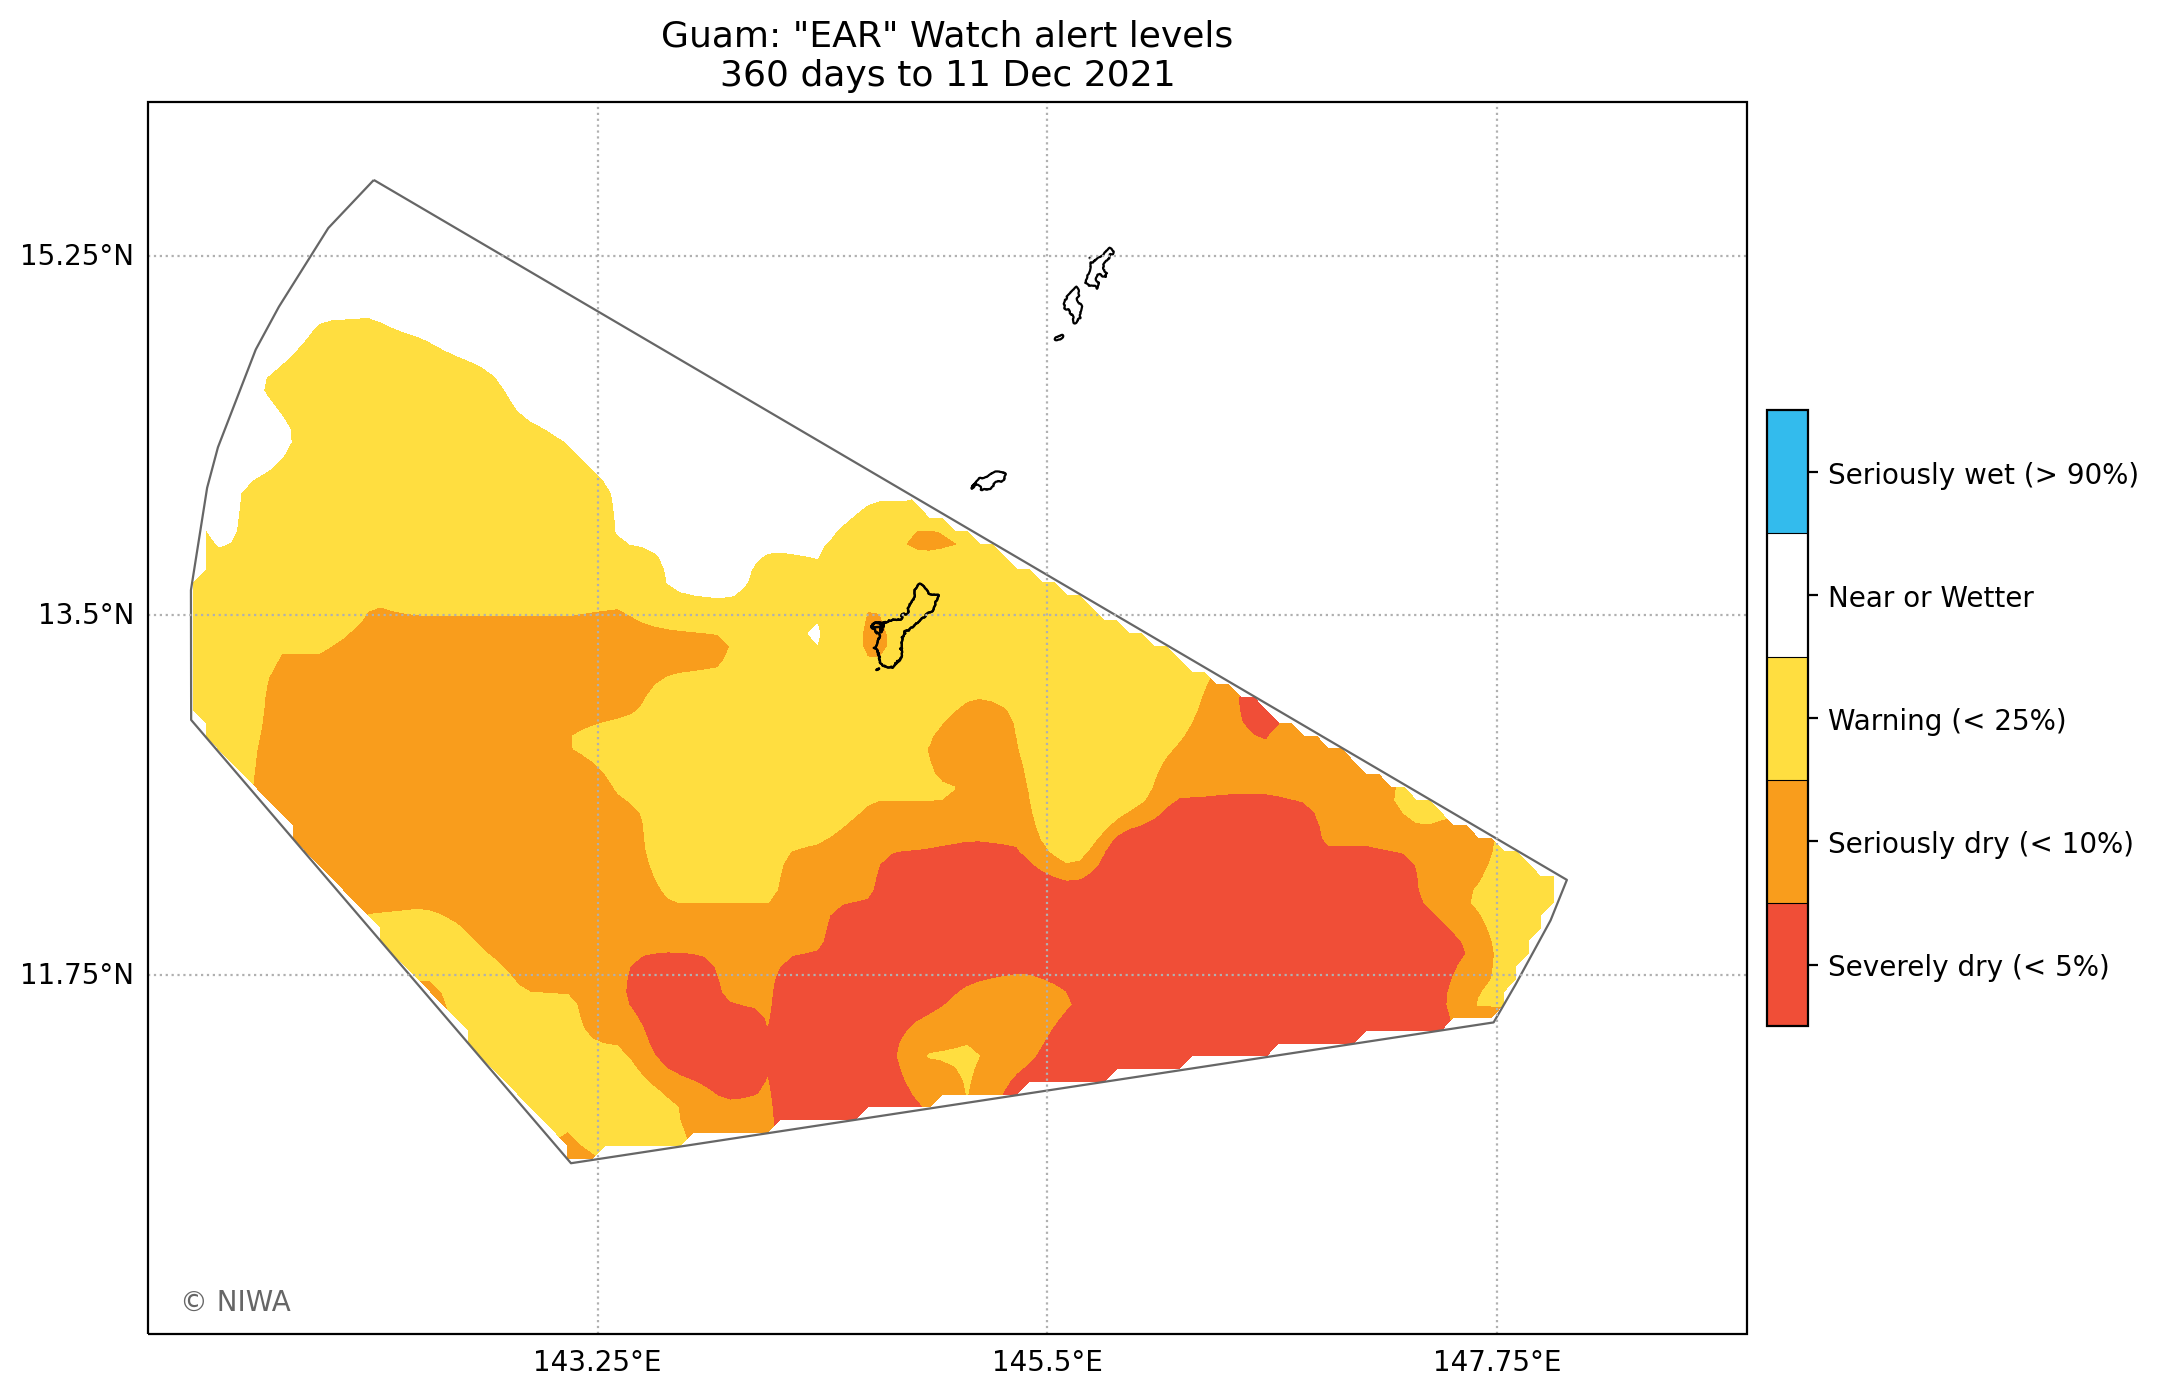 Guam: "EAR" Watch alert levels
360 days to 11 Dec 2021
15.25°N
13.5°N
11.75°N
143.25°E
145.5°E
147.75°E
Seriously wet (> 90%)
Near or Wetter
Warning (< 25%)
Seriously dry (< 10%)
Severely dry (< 5%)
© NIWA